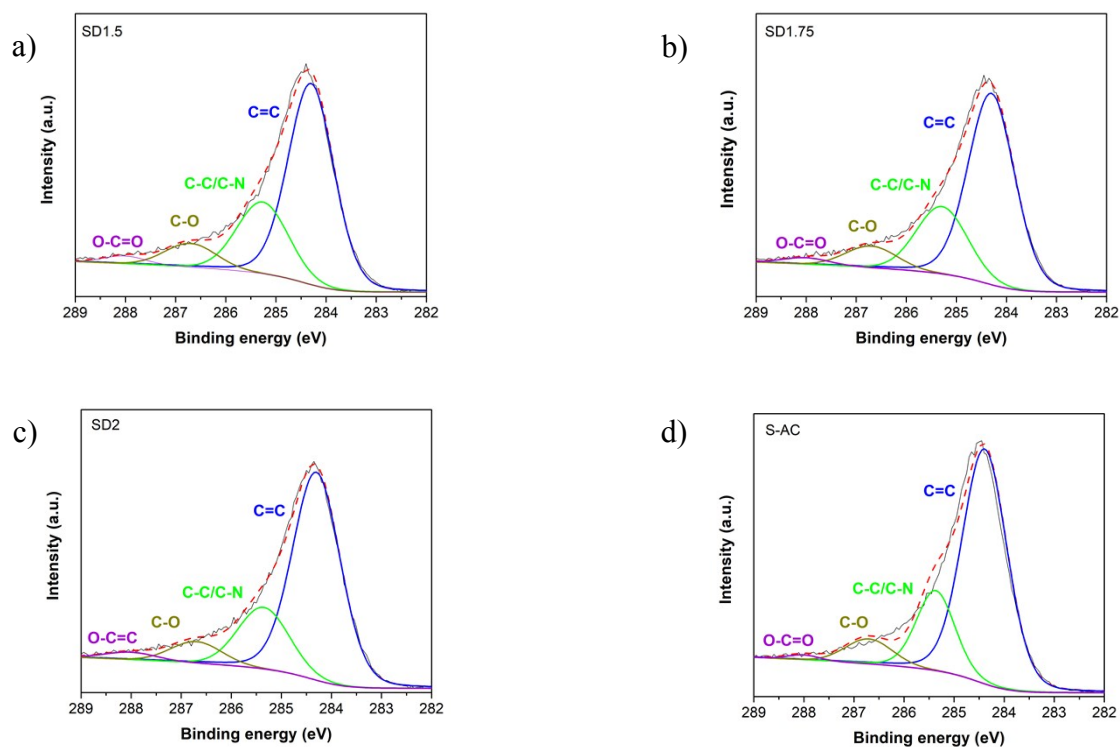 a)
SD1.5
C=C
C-C/C-N
C-O
O-C=O
Intensity (a.u.)
289 288 287 286 285 284 283 282
Binding energy (eV)
b)
SD1.75
C=C
C-C/C-N
C-O
O-C=O
Intensity (a.u.)
289 288 287 286 285 284 283 282
Binding energy (eV)
c)
SD2
C=C
C-C/C-N
C-O
O-C=C
Intensity (a.u.)
289 288 287 286 285 284 283 282
Binding energy (eV)
d)
S-AC
C=C
C-C/C-N
C-O
O-C=O
Intensity (a.u.)
289 288 287 286 285 284 283 282
Binding energy (eV)